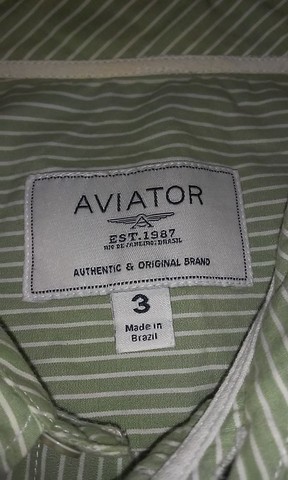 AVIATOR
A
EST.1987
RIO DE JANEIRO: BRASIL
AUTHENTIC & ORIGINAL BRAND
3
Made in
Brazil